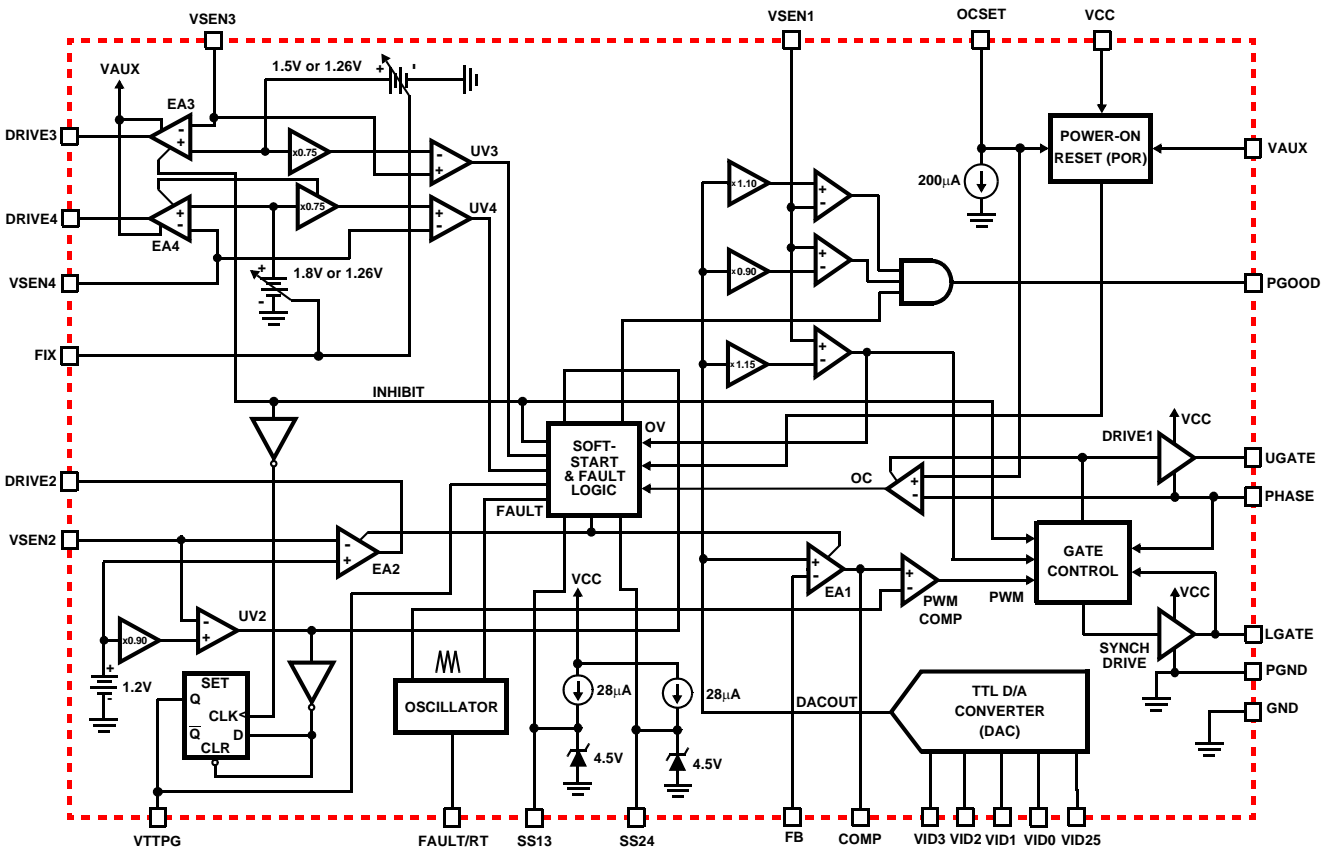 VSEN3
VSEN1
OCSET
VCC
VAUX
1.5V or 1.26V
+
-
EA3
DRIVE3
-
+
x0.75
-
+
UV3
POWER-ON
RESET (POR)
VAUX
200µA
x1.10
+
-
DRIVE4
+
-
EA4
x0.75
+
-
UV4
VSEN4
+
-
1.8V or 1.26V
x0.90
+
-
PGOOD
FIX
x1.15
+
-
INHIBIT
OV
SOFT-
START
& FAULT
LOGIC
VCC
DRIVE1
UGATE
OC
+
-
PHASE
DRIVE2
FAULT
VSEN2
-
+
EA2
+
-
EA1
+
-
PWM
COMP
PWM
GATE
CONTROL
VCC
SYNCH
DRIVE
LGATE
PGND
GND
x0.90
-
+
UV2
+
-
1.2V
SET
Q
CLK
Q
D
CLR
OSCILLATOR
VCC
28µA
28µA
4.5V
4.5V
DACOUT
TTL D/A
CONVERTER
(DAC)
VTTPG
FAULT/RT
SS13
SS24
FB
COMP
VID3
VID2
VID1
VID0
VID25